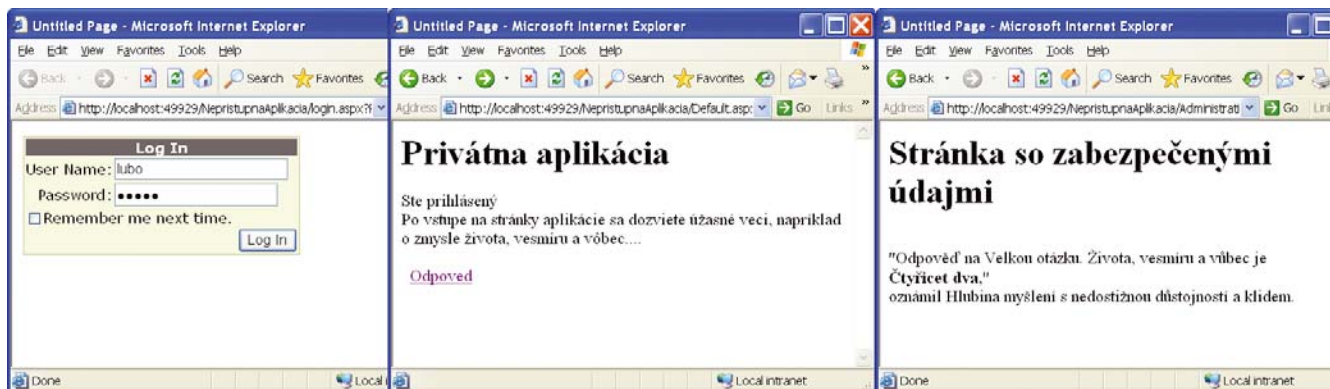 Untitled Page - Microsoft Internet Explorer
File Edit View Favorites Tools Help
Back Search Favorites
Address http://localhost:49929/NepristupnaAplikacia/login.aspx?R
Log In
User Name: lubo
Password: •••••
Remember me next time.
Log In
Done Local i
Untitled Page - Microsoft Internet Explorer
File Edit View Favorites Tools Help
Back Search Favorites »
Address http://localhost:49929/NepristupnaAplikacia/Default.aspx Go Links »
Privátna aplikácia
Ste prihlásený
Po vstupe na stránky aplikácie sa dozviete úžasné veci, napríklad
o zmysle života, vesmíru a vôbec....
Odpoved
Local intranet
Untitled Page - Microsoft Internet Explorer
File Edit View Favorites Tools Help
Back Search Favorites
Address http://localhost:49929/NepristupnaAplikacia/Administrati Go Lin
Stránka so zabezpečenými
údajmi
"Odpověď na Velkou otázku. Života, vesmíru a vůbec je
Čtyřicet dva,"
oznámil Hlubina myšlení s nedostižnou důstojností a klidem.
Done Local intranet